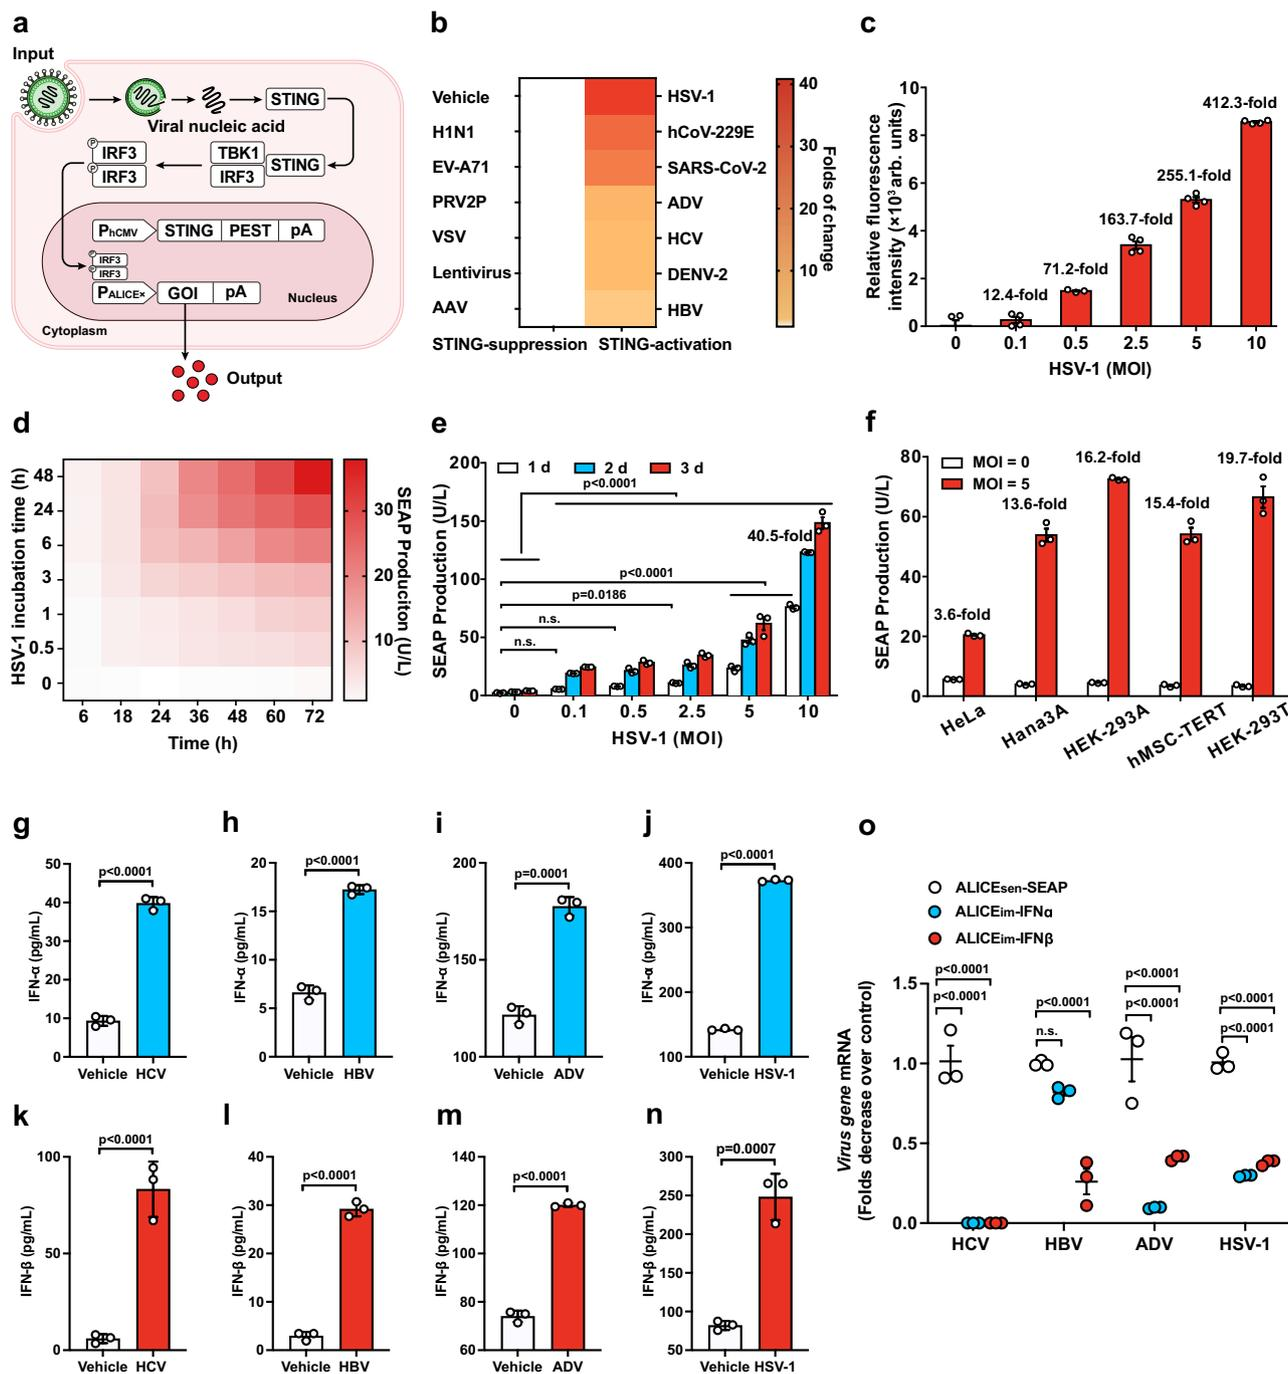 a
Input
Viral nucleic acid
STING
P
IRF3
P
IRF3
TBK1
IRF3
STING
PhCMV
STING
PEST
pA
P
IRF3
P
IRF3
PALICE×
GOI
pA
Nucleus
Cytoplasm
Output
b
Vehicle
H1N1
EV-A71
PRV2P
VSV
Lentivirus
AAV
HSV-1
hCoV-229E
SARS-CoV-2
ADV
HCV
DENV-2
HBV
STING-suppression
STING-activation
40
30
20
10
Folds of change
c
Relative fluorescence
intensity (×10³ arb. units)
10
8
6
4
2
0
12.4-fold
71.2-fold
163.7-fold
255.1-fold
412.3-fold
0 0.1 0.5 2.5 5 10
HSV-1 (MOI)
d
HSV-1 incubation time (h)
48
24
6
3
1
0.5
0
6 18 24 36 48 60 72
Time (h)
30
20
10
SEAP Produciton (U/L)
e
SEAP Production (U/L)
200
150
100
50
0
1 d
2 d
3 d
p<0.0001
40.5-fold
p<0.0001
p=0.0186
n.s.
n.s.
0 0.1 0.5 2.5 5 10
HSV-1 (MOI)
f
SEAP Production (U/L)
80
60
40
20
0
MOI = 0
MOI = 5
3.6-fold
13.6-fold
16.2-fold
15.4-fold
19.7-fold
HeLa
Hana3A
HEK-293A
hMSC-TERT
HEK-293T
g
IFN-α (pg/mL)
50
40
30
20
10
0
p<0.0001
Vehicle HCV
h
IFN-α (pg/mL)
20
15
10
5
0
p<0.0001
Vehicle HBV
i
IFN-α (pg/mL)
200
150
100
p=0.0001
Vehicle ADV
j
IFN-α (pg/mL)
400
300
200
100
p<0.0001
Vehicle HSV-1
k
IFN-β (pg/mL)
100
50
0
p<0.0001
Vehicle HCV
l
IFN-β (pg/mL)
40
30
20
10
0
p<0.0001
Vehicle HBV
m
IFN-β (pg/mL)
140
120
100
80
60
p<0.0001
Vehicle ADV
n
IFN-β (pg/mL)
300
250
200
150
100
50
p=0.0007
Vehicle HSV-1
o
ALICEsen-SEAP
ALICEim-IFNα
ALICEim-IFNβ
Virus gene mRNA
(Folds decrease over control)
1.5
1.0
0.5
0.0
p<0.0001
p<0.0001
p<0.0001
n.s.
p<0.0001
p<0.0001
p<0.0001
p<0.0001
HCV HBV ADV HSV-1